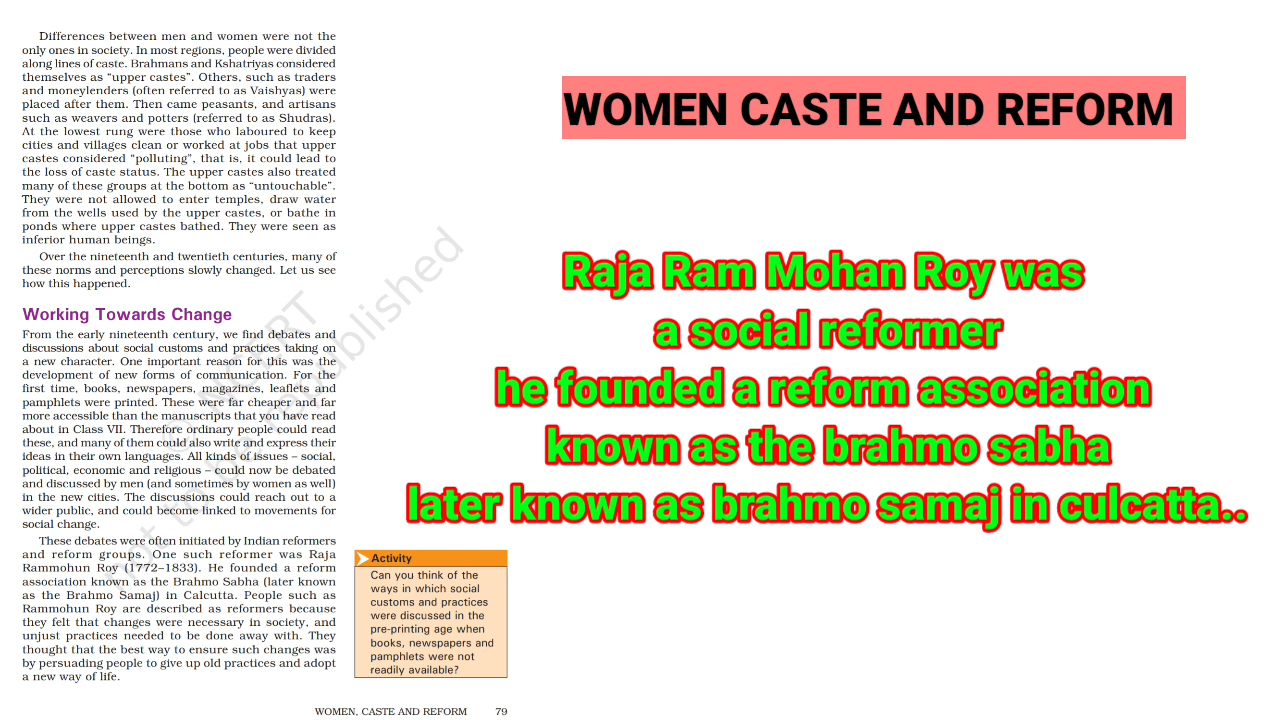 Differences between men and women were not the
only ones in society. In most regions, people were divided
along lines of caste. Brahmans and Kshatriyas considered
themselves as “upper castes”. Others, such as traders
and moneylenders (often referred to as Vaishyas) were
placed after them. Then came peasants, and artisans
such as weavers and potters (referred to as Shudras).
At the lowest rung were those who laboured to keep
cities and villages clean or worked at jobs that upper
castes considered “polluting”, that is, it could lead to
the loss of caste status. The upper castes also treated
many of these groups at the bottom as “untouchable”.
They were not allowed to enter temples, draw water
from the wells used by the upper castes, or bathe in
ponds where upper castes bathed. They were seen as
inferior human beings.
Over the nineteenth and twentieth centuries, many of
these norms and perceptions slowly changed. Let us see
how this happened.
Working Towards Change
From the early nineteenth century, we find debates and
discussions about social customs and practices taking on
a new character. One important reason for this was the
development of new forms of communication. For the
first time, books, newspapers, magazines, leaflets and
pamphlets were printed. These were far cheaper and far
more accessible than the manuscripts that you have read
about in Class VII. Therefore ordinary people could read
these, and many of them could also write and express their
ideas in their own languages. All kinds of issues – social,
political, economic and religious – could now be debated
and discussed by men (and sometimes by women as well)
in the new cities. The discussions could reach out to a
wider public, and could become linked to movements for
social change.
These debates were often initiated by Indian reformers
and reform groups. One such reformer was Raja
Rammohun Roy (1772–1833). He founded a reform
association known as the Brahmo Sabha (later known
as the Brahmo Samaj) in Calcutta. People such as
Rammohun Roy are described as reformers because
they felt that changes were necessary in society, and
unjust practices needed to be done away with. They
thought that the best way to ensure such changes was
by persuading people to give up old practices and adopt
a new way of life.
Activity
Can you think of the
ways in which social
customs and practices
were discussed in the
pre-printing age when
books, newspapers and
pamphlets were not
readily available?
WOMEN, CASTE AND REFORM 79
© NCERT
not to be republished
WOMEN CASTE AND REFORM
Raja Ram Mohan Roy was
a social reformer
he founded a reform association
known as the brahmo sabha
later known as brahmo samaj in culcatta..